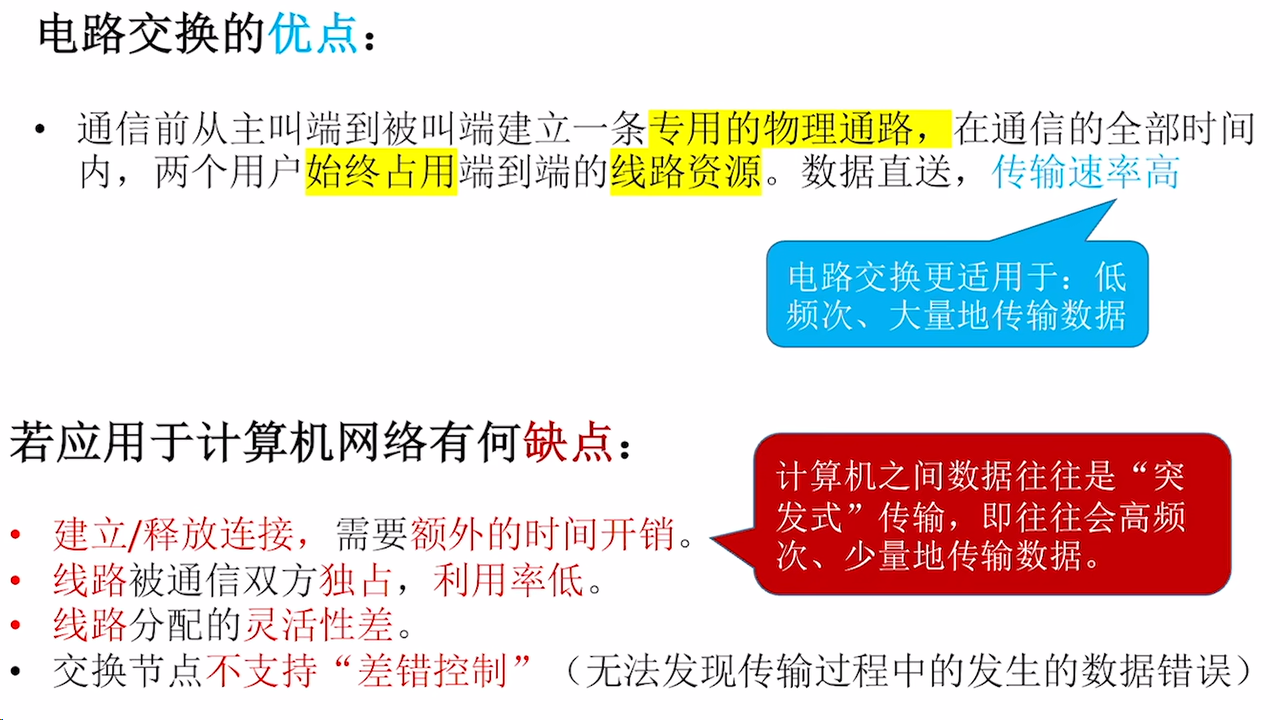 电路交换的优点：
• 通信前从主叫端到被叫端建立一条专用的物理通路，在通信的全部时间
内，两个用户始终占用端到端的线路资源。数据直送，传输速率高
电路交换更适用于：低
频次、大量地传输数据
若应用于计算机网络有何缺点：
计算机之间数据往往是“突
发式”传输，即往往会高频
次、少量地传输数据。
• 建立/释放连接，需要额外的时间开销。
• 线路被通信双方独占，利用率低。
• 线路分配的灵活性差。
• 交换节点不支持“差错控制”（无法发现传输过程中的发生的数据错误）